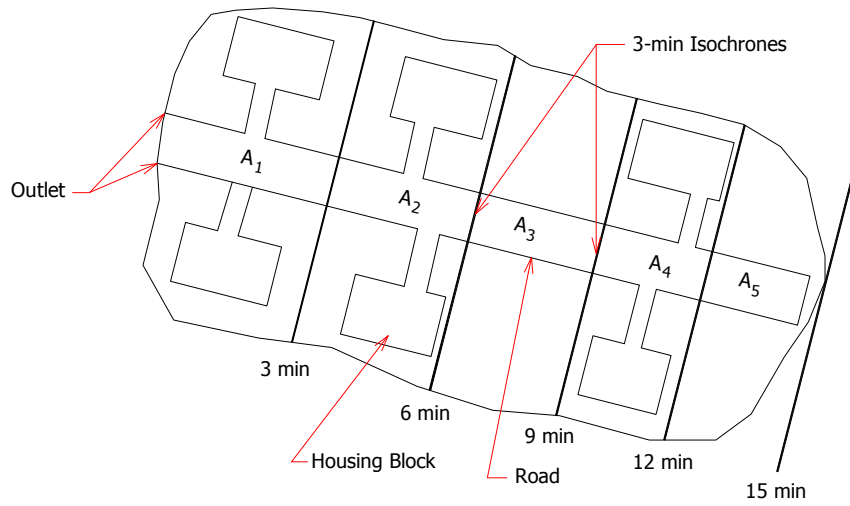 3-min Isochrones
A₁
A₂
A₃
A₄
A₅
Outlet
3 min
6 min
9 min
12 min
15 min
Housing Block
Road